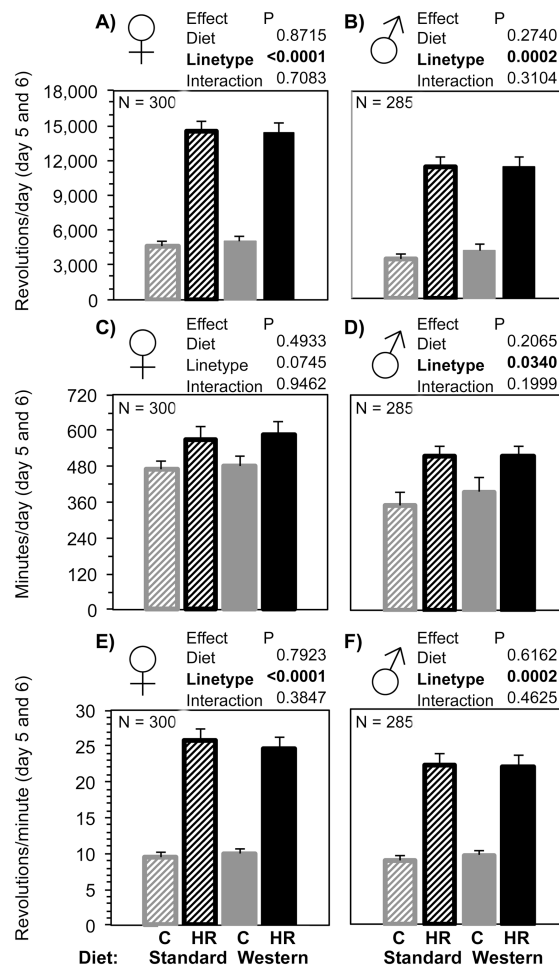 A) Effect P
Diet 0.8715
Linetype <0.0001
Interaction 0.7083
B) Effect P
Diet 0.2740
Linetype 0.0002
Interaction 0.3104
Revolutions/day (day 5 and 6)
18,000
15,000
12,000
9,000
6,000
3,000
0
N = 300
N = 285
C) Effect P
Diet 0.4933
Linetype 0.0745
Interaction 0.9462
D) Effect P
Diet 0.2065
Linetype 0.0340
Interaction 0.1999
Minutes/day (day 5 and 6)
720
600
480
360
240
120
0
N = 300
N = 285
E) Effect P
Diet 0.7923
Linetype <0.0001
Interaction 0.3847
F) Effect P
Diet 0.6162
Linetype 0.0002
Interaction 0.4625
Revolutions/minute (day 5 and 6)
30
25
20
15
10
5
0
N = 300
N = 285
C HR C HR C HR C HR
Diet: Standard Western Standard Western